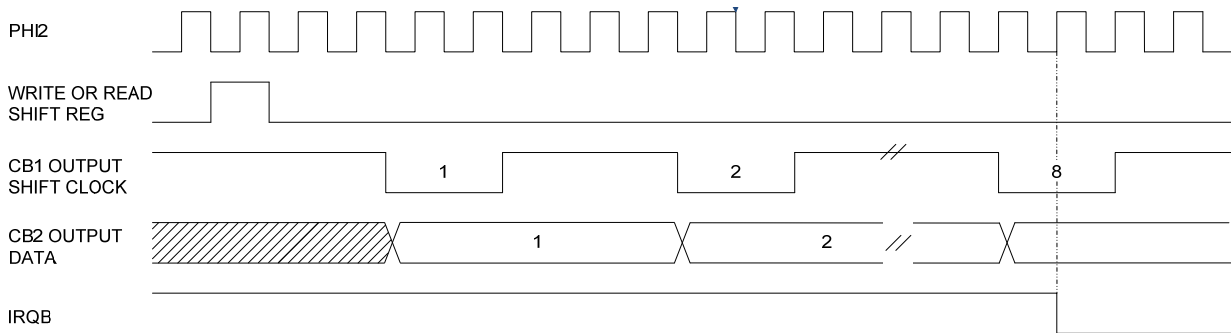 PHI2
WRITE OR READ
SHIFT REG
CB1 OUTPUT
SHIFT CLOCK
1
2
8
CB2 OUTPUT
DATA
1
2
IRQB